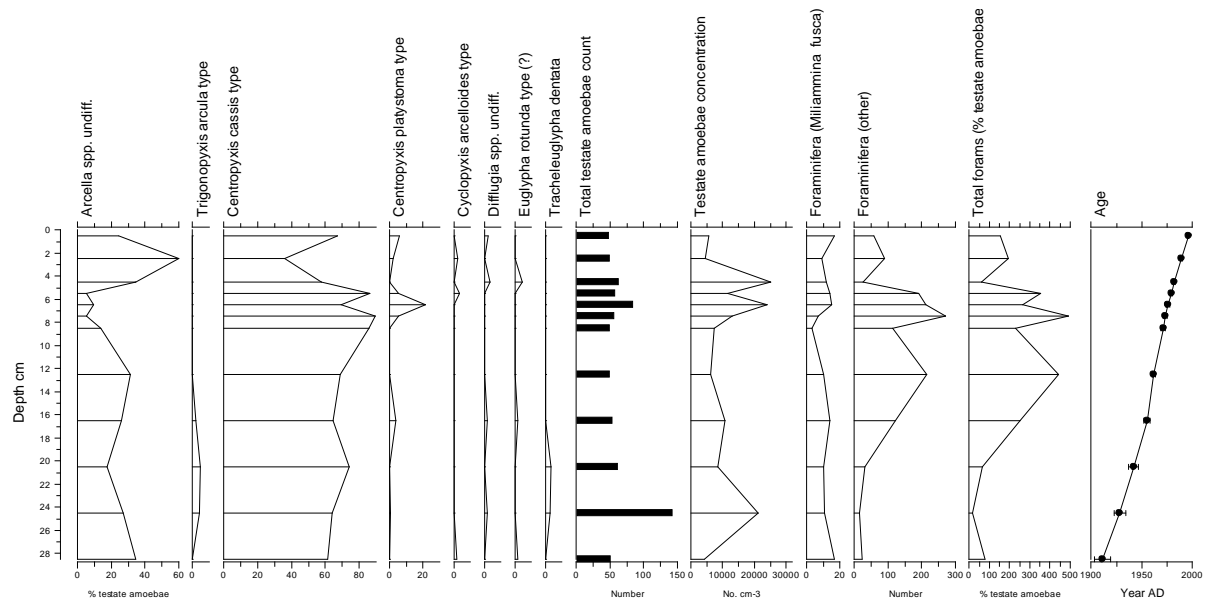 Arcella spp. undiff.
Trigonopyxis arcula type
Centropyxis cassis type
Centropyxis platystoma type
Cyclopyxis arcelloides type
Difflugia spp. undiff.
Euglypha rotunda type (?)
Tracheleuglypha dentata
Total testate amoebae count
Testate amoebae concentration
Foraminifera (Miliammina fusca)
Foraminifera (other)
Total forams (% testate amoebae)
Age
Depth cm
0
2
4
6
8
10
12
14
16
18
20
22
24
26
28
0 20 40 60 0 0 20 40 60 80 0 20 0 0 0 0 0 50 100 150 0 10000 20000 30000 0 20 0 100 200 300 0 100 200 300 400 500 1900 1950 2000
% testate amoebae Number No. cm-3 Number % testate amoebae Year AD